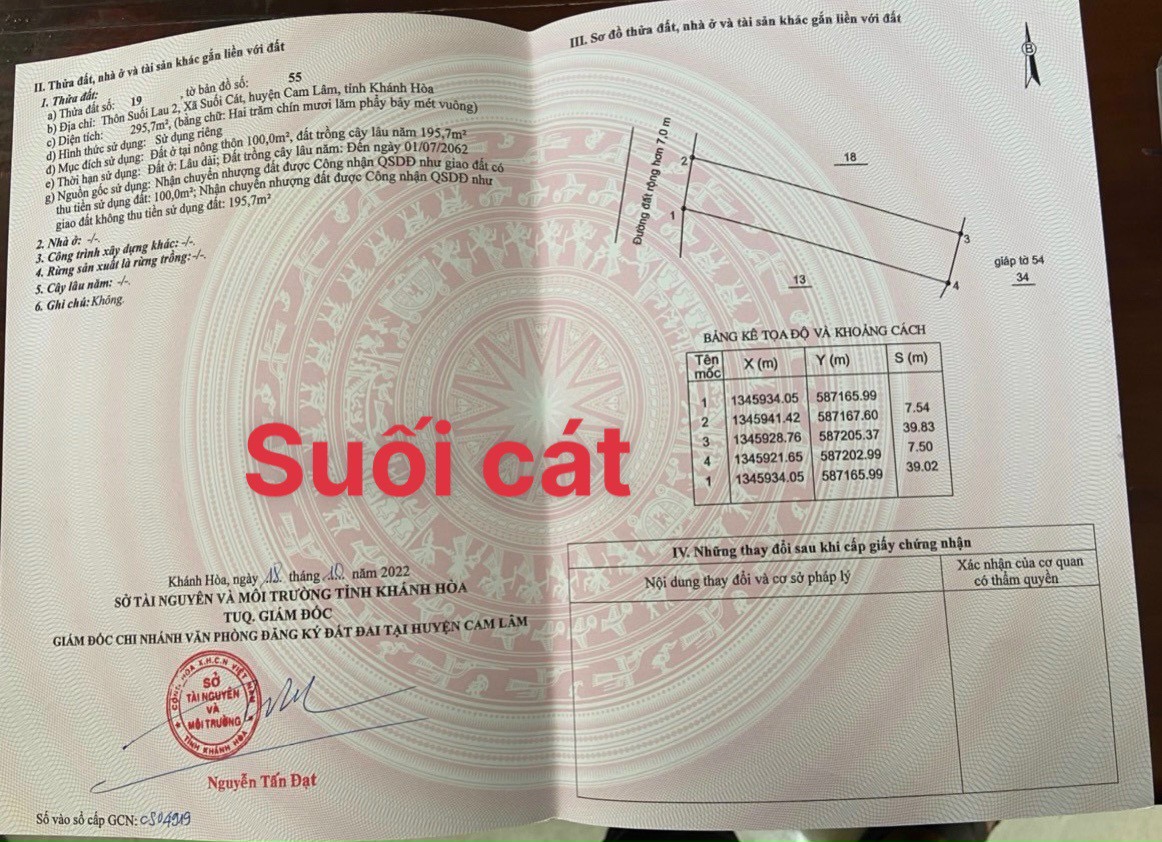 II. Thửa đất, nhà ở và tài sản khác gắn liền với đất
1. Thửa đất:
a) Thửa đất số: 19 , tờ bản đồ số: 55
b) Địa chỉ: Thôn Suối Lau 2, Xã Suối Cát, huyện Cam Lâm, tỉnh Khánh Hòa
c) Diện tích: 295,7m², (bằng chữ: Hai trăm chín mươi lăm phẩy bảy mét vuông)
d) Hình thức sử dụng: Sử dụng riêng
đ) Mục đích sử dụng: Đất ở tại nông thôn 100,0m², đất trồng cây lâu năm 195,7m²
e) Thời hạn sử dụng: Đất ở: Lâu dài; Đất trồng cây lâu năm: Đến ngày 01/07/2062
g) Nguồn gốc sử dụng: Nhận chuyển nhượng đất được Công nhận QSDĐ như giao đất có
thu tiền sử dụng đất: 100,0m²; Nhận chuyển nhượng đất được Công nhận QSDĐ như
giao đất không thu tiền sử dụng đất: 195,7m²
2. Nhà ở: -/-.
3. Công trình xây dựng khác: -/-.
4. Rừng sản xuất là rừng trồng: -/-.
5. Cây lâu năm: -/-.
6. Ghi chú: Không.
Suối cát
Khánh Hòa, ngày 18 tháng 10 năm 2022
SỞ TÀI NGUYÊN VÀ MÔI TRƯỜNG TỈNH KHÁNH HÒA
TUQ. GIÁM ĐỐC
GIÁM ĐỐC CHI NHÁNH VĂN PHÒNG ĐĂNG KÝ ĐẤT ĐAI TẠI HUYỆN CAM LÂM
CỘNG HÒA X.H.C.N VIỆT NAM
SỞ
TÀI NGUYÊN
VÀ
MÔI TRƯỜNG
TỈNH KHÁNH HÒA
Nguyễn Tấn Đạt
Số vào sổ cấp GCN: CS04919
III. Sơ đồ thửa đất, nhà ở và tài sản khác gắn liền với đất
B
Đường đất rộng hơn 7,0 m
2
18
1
3
giáp tờ 54
34
13
4
BẢNG KÊ TỌA ĐỘ VÀ KHOẢNG CÁCH
Tên mốc X (m) Y (m) S (m)
1 1345934.05 587165.99
7.54
2 1345941.42 587167.60
39.83
3 1345928.76 587205.37
7.50
4 1345921.65 587202.99
39.02
1 1345934.05 587165.99
IV. Những thay đổi sau khi cấp giấy chứng nhận
Nội dung thay đổi và cơ sở pháp lý
Xác nhận của cơ quan
có thẩm quyền